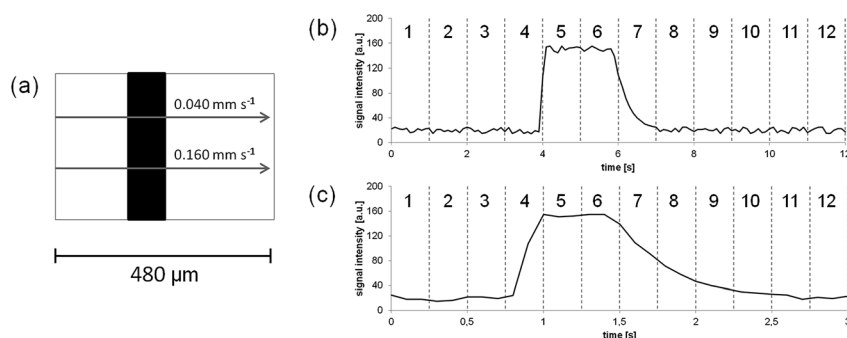 (a)
0.040 mm s⁻¹
0.160 mm s⁻¹
480 µm
(b)
signal intensity [a.u.]
200
160
120
80
40
0
1 2 3 4 5 6 7 8 9 10 11 12
0 2 4 6 8 10 12
time [s]
(c)
signal intensity [a.u.]
200
160
120
80
40
0
1 2 3 4 5 6 7 8 9 10 11 12
0 0,5 1 1,5 2 2,5 3
time [s]